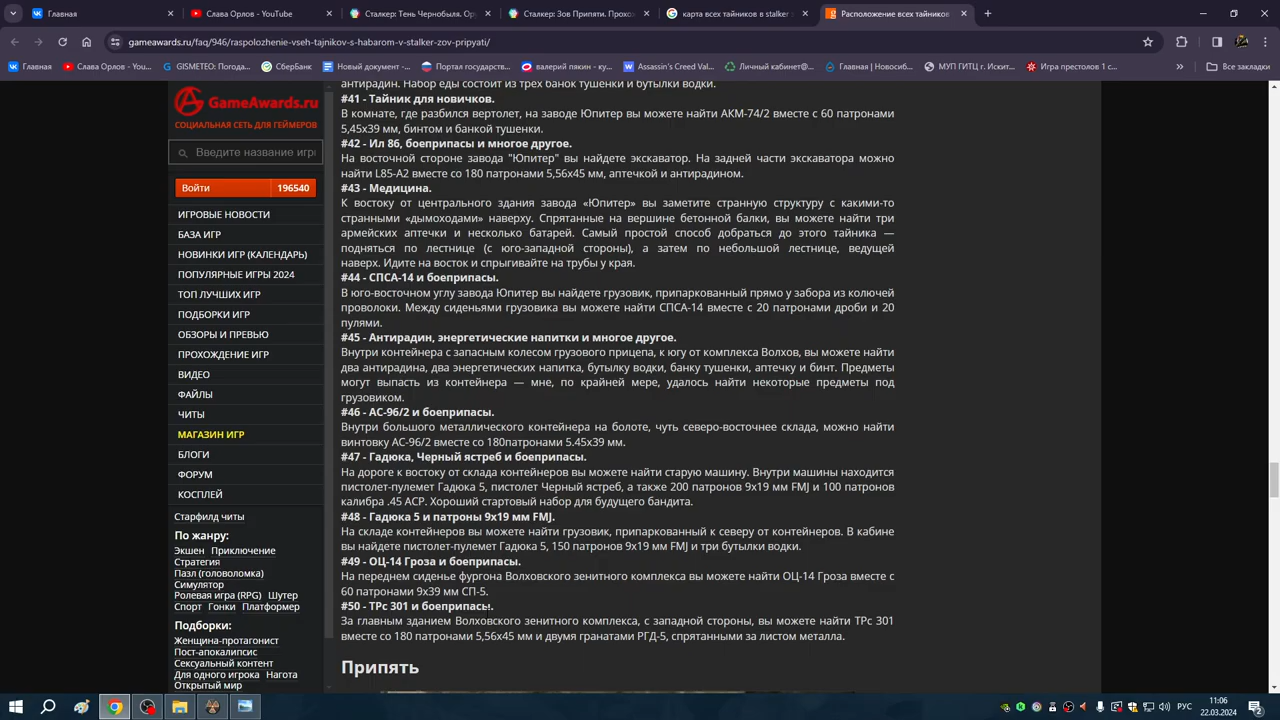 Главная
Слава Орлов - YouTube
Сталкер: Тень Чернобыля. Ор
Сталкер: Зов Припяти. Прохо
карта всех тайников в stalker
Расположение всех тайников
gameawards.ru/faq/946/raspolozhenie-vseh-tajnikov-s-habarom-v-stalker-zov-pripyati/
Главная
Слава Орлов - You...
GISMETEO: Погода...
СберБанк
Новый документ -...
Портал государств...
валерий пякин - ку...
Assassin's Creed Val...
Личный кабинет@...
Главная | Новосиб...
МУП ГИТЦ г. Искит...
Игра престолов 1 с...
»
Все закладки
GameAwards.ru
СОЦИАЛЬНАЯ СЕТЬ ДЛЯ ГЕЙМЕРОВ
Введите название игр
Войти 196540
ИГРОВЫЕ НОВОСТИ
БАЗА ИГР
НОВИНКИ ИГР (КАЛЕНДАРЬ)
ПОПУЛЯРНЫЕ ИГРЫ 2024
ТОП ЛУЧШИХ ИГР
ПОДБОРКИ ИГР
ОБЗОРЫ И ПРЕВЬЮ
ПРОХОЖДЕНИЕ ИГР
ВИДЕО
ФАЙЛЫ
ЧИТЫ
МАГАЗИН ИГР
БЛОГИ
ФОРУМ
КОСПЛЕЙ
Старфилд читы
По жанру:
Экшен Приключение
Стратегия
Пазл (головоломка)
Симулятор
Ролевая игра (RPG) Шутер
Спорт Гонки Платформер
Подборки:
Женщина-протагонист
Пост-апокалипсис
Сексуальный контент
Для одного игрока Нагота
Открытый мир
антирадин. Набор еды состоит из трех банок тушенки и бутылки водки.
#41 - Тайник для новичков.
В комнате, где разбился вертолет, на заводе Юпитер вы можете найти АКМ-74/2 вместе с 60 патронами
5,45x39 мм, бинтом и банкой тушенки.
#42 - Ил 86, боеприпасы и многое другое.
На восточной стороне завода "Юпитер" вы найдете экскаватор. На задней части экскаватора можно
найти L85-A2 вместе со 180 патронами 5,56x45 мм, аптечкой и антирадином.
#43 - Медицина.
К востоку от центрального здания завода «Юпитер» вы заметите странную структуру с какими-то
странными «дымоходами» наверху. Спрятанные на вершине бетонной балки, вы можете найти три
армейских аптечки и несколько батарей. Самый простой способ добраться до этого тайника —
подняться по лестнице (с юго-западной стороны), а затем по небольшой лестнице, ведущей
наверх. Идите на восток и спрыгивайте на трубы у края.
#44 - СПСА-14 и боеприпасы.
В юго-восточном углу завода Юпитер вы найдете грузовик, припаркованный прямо у забора из колючей
проволоки. Между сиденьями грузовика вы можете найти СПСА-14 вместе с 20 патронами дроби и 20
пулями.
#45 - Антирадин, энергетические напитки и многое другое.
Внутри контейнера с запасным колесом грузового прицепа, к югу от комплекса Волхов, вы можете найти
два антирадина, два энергетических напитка, бутылку водки, банку тушенки, аптечку и бинт. Предметы
могут выпасть из контейнера — мне, по крайней мере, удалось найти некоторые предметы под
грузовиком.
#46 - АС-96/2 и боеприпасы.
Внутри большого металлического контейнера на болоте, чуть северо-восточнее склада, можно найти
винтовку АС-96/2 вместе со 180патронами 5.45x39 мм.
#47 - Гадюка, Черный ястреб и боеприпасы.
На дороге к востоку от склада контейнеров вы можете найти старую машину. Внутри машины находится
пистолет-пулемет Гадюка 5, пистолет Черный ястреб, а также 200 патронов 9x19 мм FMJ и 100 патронов
калибра .45 ACP. Хороший стартовый набор для будущего бандита.
#48 - Гадюка 5 и патроны 9x19 мм FMJ.
На складе контейнеров вы можете найти грузовик, припаркованный к северу от контейнеров. В кабине
вы найдете пистолет-пулемет Гадюка 5, 150 патронов 9x19 мм FMJ и три бутылки водки.
#49 - ОЦ-14 Гроза и боеприпасы.
На переднем сиденье фургона Волховского зенитного комплекса вы можете найти ОЦ-14 Гроза вместе с
60 патронами 9x39 мм СП-5.
#50 - ТРс 301 и боеприпасы.
За главным зданием Волховского зенитного комплекса, с западной стороны, вы можете найти ТРс 301
вместе со 180 патронами 5,56x45 мм и двумя гранатами РГД-5, спрятанными за листом металла.
Припять
РУС
11:06
22.03.2024